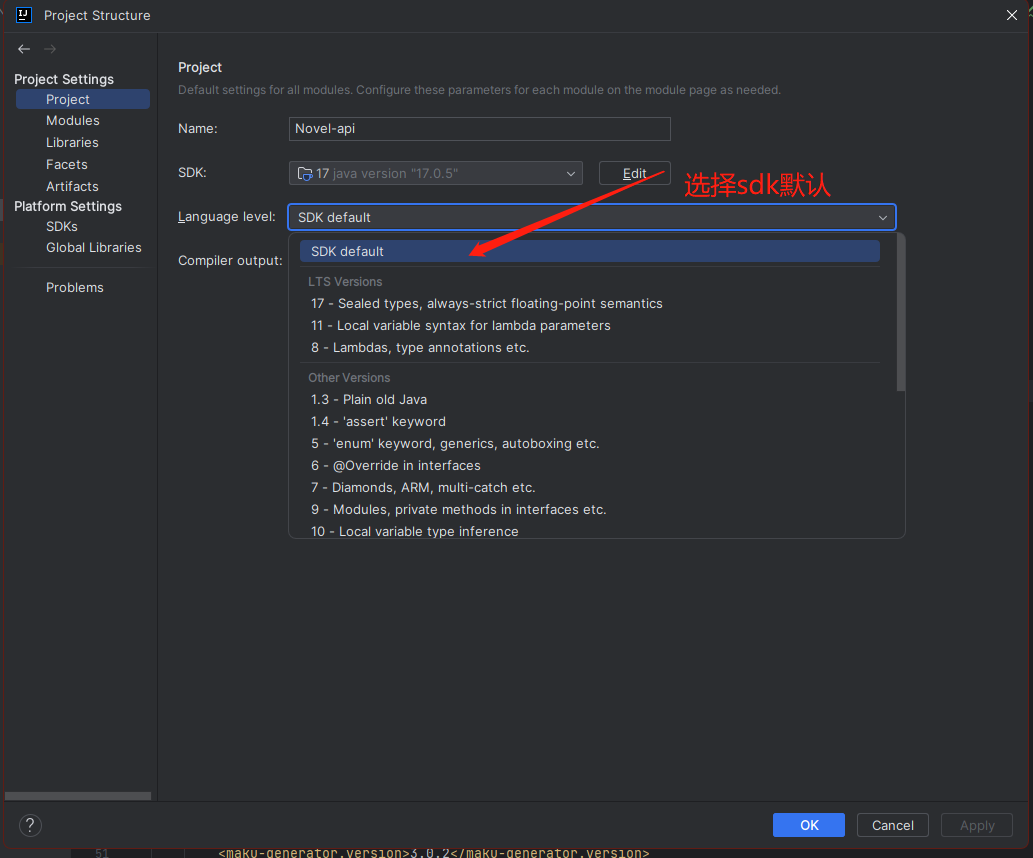 Project Structure
Project Settings
Project
Modules
Libraries
Facets
Artifacts
Platform Settings
SDKs
Global Libraries
Problems
Project
Default settings for all modules. Configure these parameters for each module on the module page as needed.
Name: Novel-api
SDK: 17 java version "17.0.5" Edit
选择sdk默认
Language level: SDK default
Compiler output:
SDK default
LTS Versions
17 - Sealed types, always-strict floating-point semantics
11 - Local variable syntax for lambda parameters
8 - Lambdas, type annotations etc.
Other Versions
1.3 - Plain old Java
1.4 - 'assert' keyword
5 - 'enum' keyword, generics, autoboxing etc.
6 - @Override in interfaces
7 - Diamonds, ARM, multi-catch etc.
9 - Modules, private methods in interfaces etc.
10 - Local variable type inference
? OK Cancel Apply
51 <maku-generator.version>3.0.2</maku-generator.version>